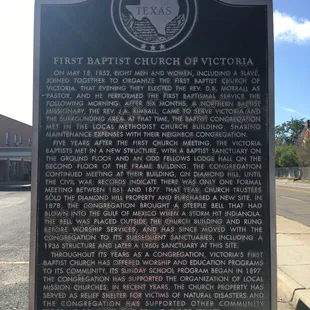 TEXAS
FIRST BAPTIST CHURCH OF VICTORIA
ON MAY 18, 1852, EIGHT MEN AND WOMEN, INCLUDING A SLAVE,
JOINED TOGETHER TO ORGANIZE THE FIRST BAPTIST CHURCH OF
VICTORIA. THAT EVENING THEY ELECTED THE REV. D.B. MORRALL AS
PASTOR, AND HE PERFORMED THE FIRST BAPTISMAL SERVICE THE
FOLLOWING MORNING. AFTER SIX MONTHS, A NORTHERN BAPTIST
MISSIONARY, THE REV. J.A. KIMBALL, CAME TO SERVE VICTORIA AND
THE SURROUNDING AREA. AT THAT TIME, THE BAPTIST CONGREGATION
MET IN THE LOCAL METHODIST CHURCH BUILDING, SHARING
MAINTENANCE EXPENSES WITH THEIR NEIGHBOR CONGREGATION.
FIVE YEARS AFTER THE FIRST CHURCH MEETING, THE VICTORIA
BAPTISTS MET IN A NEW STRUCTURE, WITH A BAPTIST SANCTUARY ON
THE GROUND FLOOR AND AN ODD FELLOWS LODGE HALL ON THE
SECOND FLOOR OF THE FRAME BUILDING. THE CONGREGATION
CONTINUED MEETING AT THEIR BUILDING, ON DIAMOND HILL, UNTIL
THE CIVIL WAR. RECORDS INDICATE THERE WAS ONLY ONE FORMAL
MEETING BETWEEN 1861 AND 1877. THAT YEAR, CHURCH TRUSTEES
SOLD THE DIAMOND HILL PROPERTY AND PURCHASED A NEW SITE. IN
1878, THE CONGREGATION BROUGHT A STEEPLE BELL THAT HAD
BLOWN INTO THE GULF OF MEXICO WHEN A STORM HIT INDIANOLA.
THE BELL WAS PLACED OUTSIDE THE CHURCH BUILDING AND RUNG
BEFORE WORSHIP SERVICES, AND HAS SINCE MOVED WITH THE
CONGREGATION TO ITS SUBSEQUENT SANCTUARIES, INCLUDING A
1936 STRUCTURE AND LATER A 1960s SANCTUARY AT THIS SITE.
THROUGHOUT ITS YEARS AS A CONGREGATION, VICTORIA'S FIRST
BAPTIST CHURCH HAS OFFERED WORSHIP AND EDUCATION PROGRAMS
TO ITS COMMUNITY. ITS SUNDAY SCHOOL PROGRAM BEGAN IN 1897.
THE CONGREGATION HAS SUPPORTED THE ORGANIZATION OF LOCAL
MISSION CHURCHES. IN RECENT YEARS, THE CHURCH PROPERTY HAS
SERVED AS RELIEF SHELTER FOR VICTIMS OF NATURAL DISASTERS AND
THE CONGREGATION HAS SUPPORTED OTHER COMMUNITY